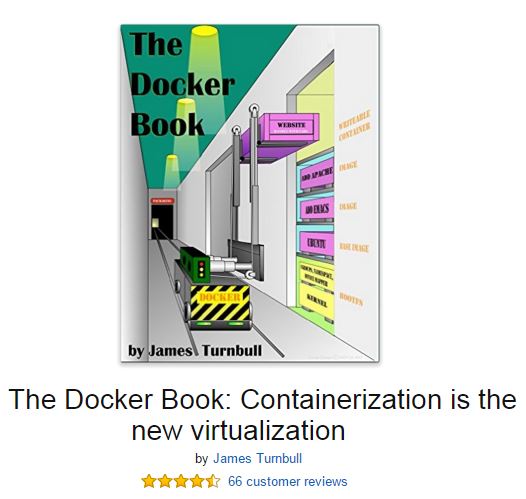 The
Docker
Book
WEBSITE
WRITEABLE
CONTAINER
ADD APACHE
IMAGE
ADD EMACS
IMAGE
UBUNTU
BASE IMAGE
BOOTFS
KERNEL
DOCKER
by James Turnbull
The Docker Book: Containerization is the
new virtualization
by James Turnbull
66 customer reviews